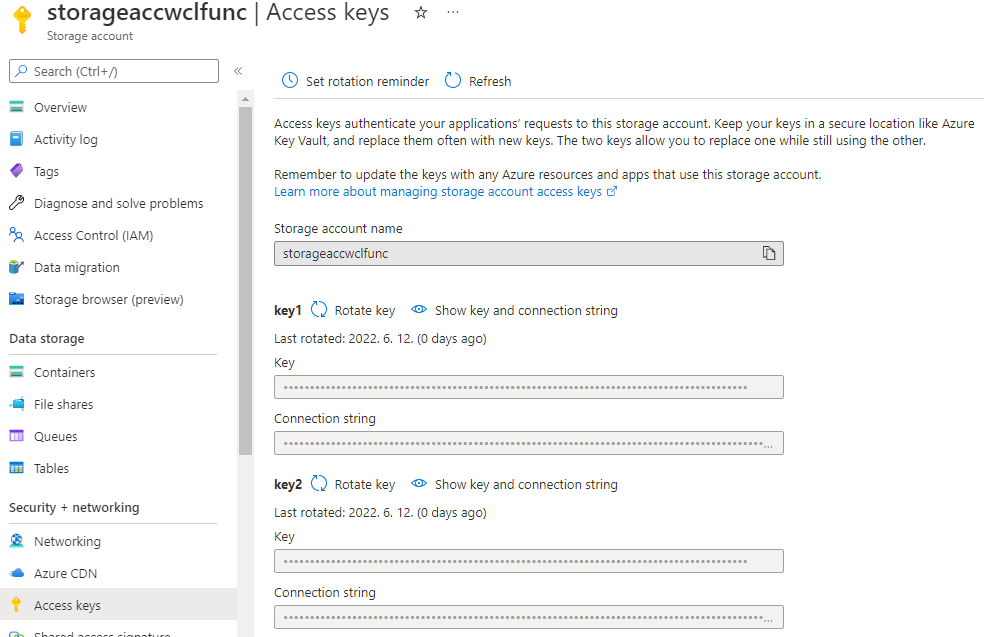 storageaccwclfunc | Access keys
Storage account
Search (Ctrl+/)
Overview
Activity log
Tags
Diagnose and solve problems
Access Control (IAM)
Data migration
Storage browser (preview)
Data storage
Containers
File shares
Queues
Tables
Security + networking
Networking
Azure CDN
Access keys
Shared access signature
Set rotation reminder
Refresh
Access keys authenticate your applications' requests to this storage account. Keep your keys in a secure location like Azure
Key Vault, and replace them often with new keys. The two keys allow you to replace one while still using the other.
Remember to update the keys with any Azure resources and apps that use this storage account.
Learn more about managing storage account access keys
Storage account name
storageaccwclfunc
key1 Rotate key Show key and connection string
Last rotated: 2022. 6. 12. (0 days ago)
Key
Connection string
key2 Rotate key Show key and connection string
Last rotated: 2022. 6. 12. (0 days ago)
Key
Connection string